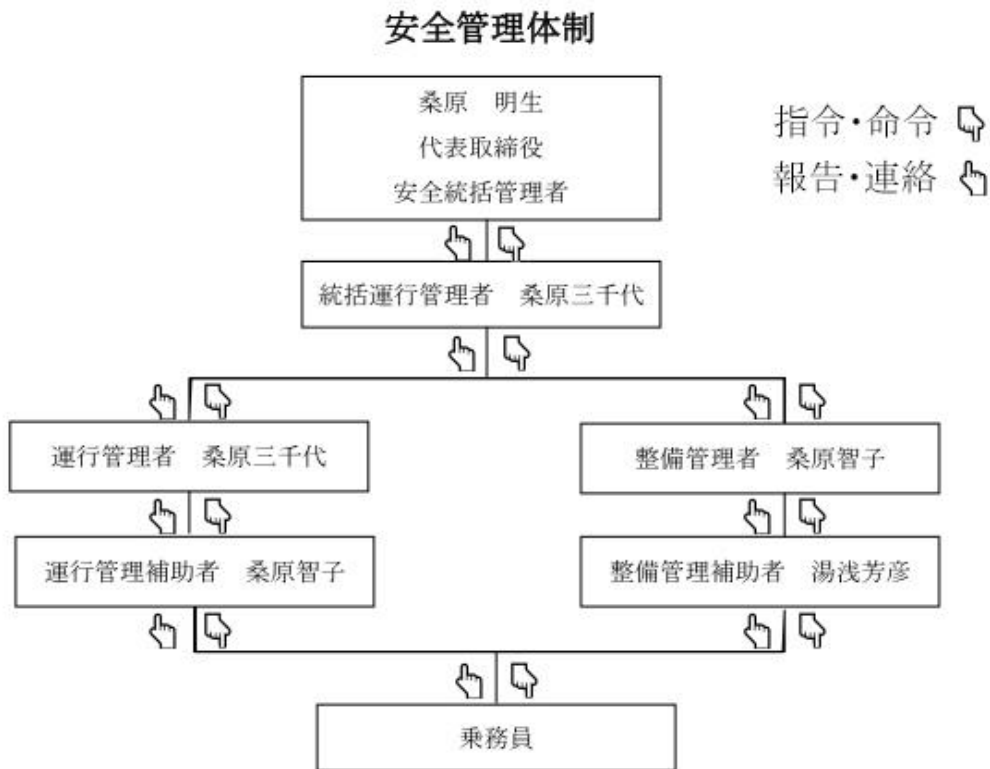 安全管理体制
桑原　明生
代表取締役
安全統括管理者
指令・命令
報告・連絡
統括運行管理者　桑原三千代
運行管理者　桑原三千代
整備管理者　桑原智子
運行管理補助者　桑原智子
整備管理補助者　湯浅芳彦
乗務員